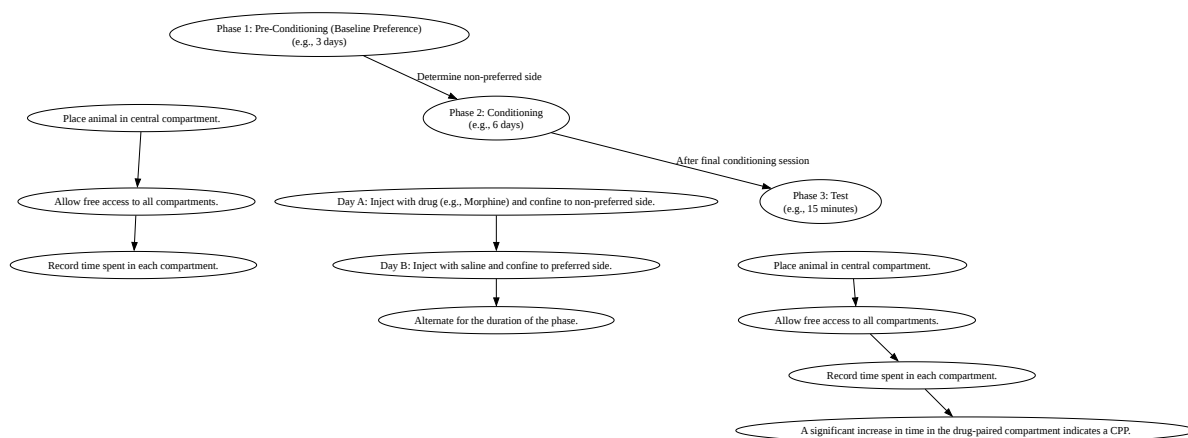 Phase 1: Pre-Conditioning (Baseline Preference)
(e.g., 3 days)
Determine non-preferred side
Place animal in central compartment.
Phase 2: Conditioning
(e.g., 6 days)
After final conditioning session
Allow free access to all compartments.
Day A: Inject with drug (e.g., Morphine) and confine to non-preferred side.
Phase 3: Test
(e.g., 15 minutes)
Record time spent in each compartment.
Day B: Inject with saline and confine to preferred side.
Place animal in central compartment.
Alternate for the duration of the phase.
Allow free access to all compartments.
Record time spent in each compartment.
A significant increase in time in the drug-paired compartment indicates a CPP.